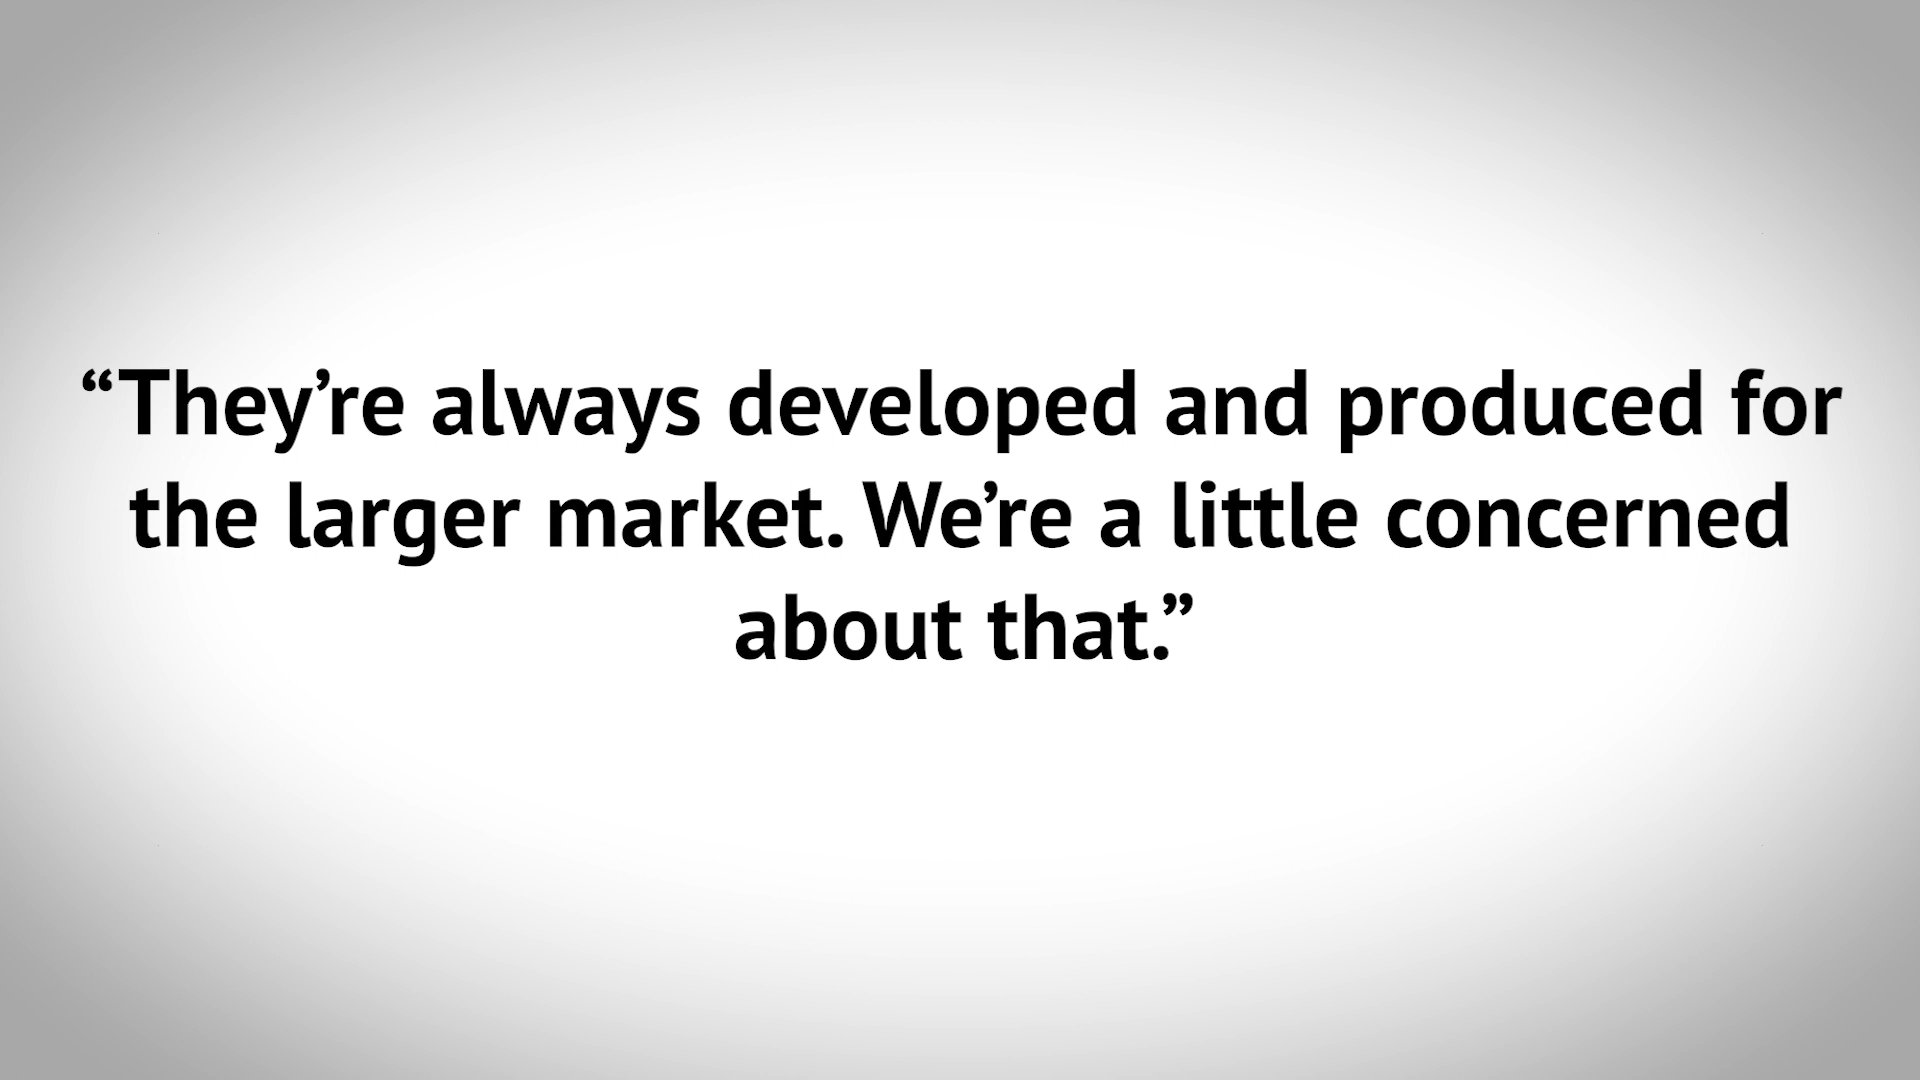 “They’re always developed and produced for
the larger market. We’re a little concerned
about that.”